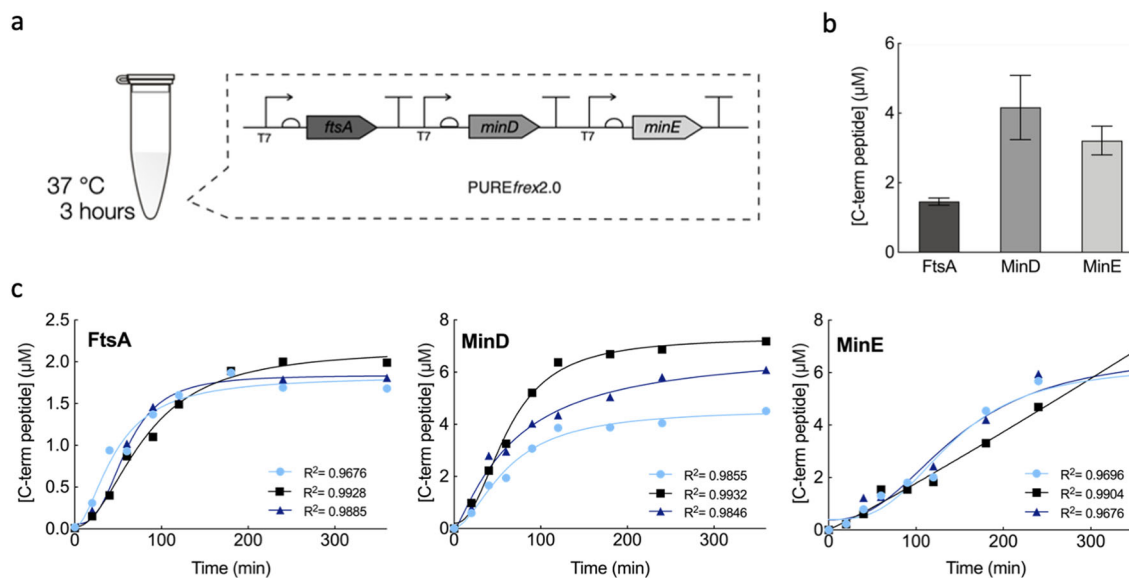 a
37 °C
3 hours
T7
ftsA
T7
minD
T7
minE
PUREfrex2.0
b
[C-term peptide] (µM)
6
4
2
0
FtsA
MinD
MinE
c
FtsA
[C-term peptide] (µM)
2.5
2.0
1.5
1.0
0.5
0.0
R²= 0.9676
R²= 0.9928
R²= 0.9885
0
100
200
300
Time (min)
MinD
[C-term peptide] (µM)
8
6
4
2
0
R²= 0.9855
R²= 0.9932
R²= 0.9846
0
100
200
300
Time (min)
MinE
[C-term peptide] (µM)
8
6
4
2
0
R²= 0.9696
R²= 0.9904
R²= 0.9676
0
100
200
300
Time (min)